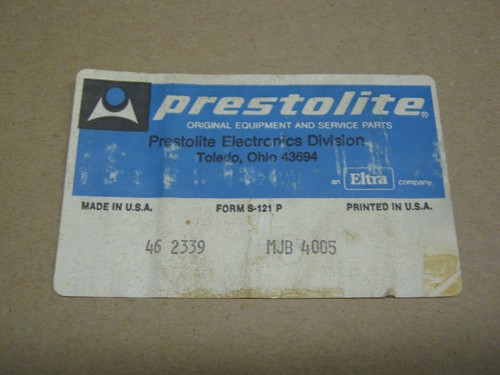 prestolite®
ORIGINAL EQUIPMENT AND SERVICE PARTS
Prestolite Electronics Division
Toledo, Ohio 43694
an Eltra company
MADE IN U.S.A. FORM S-121 P PRINTED IN U.S.A.
46 2339 MJB 4005